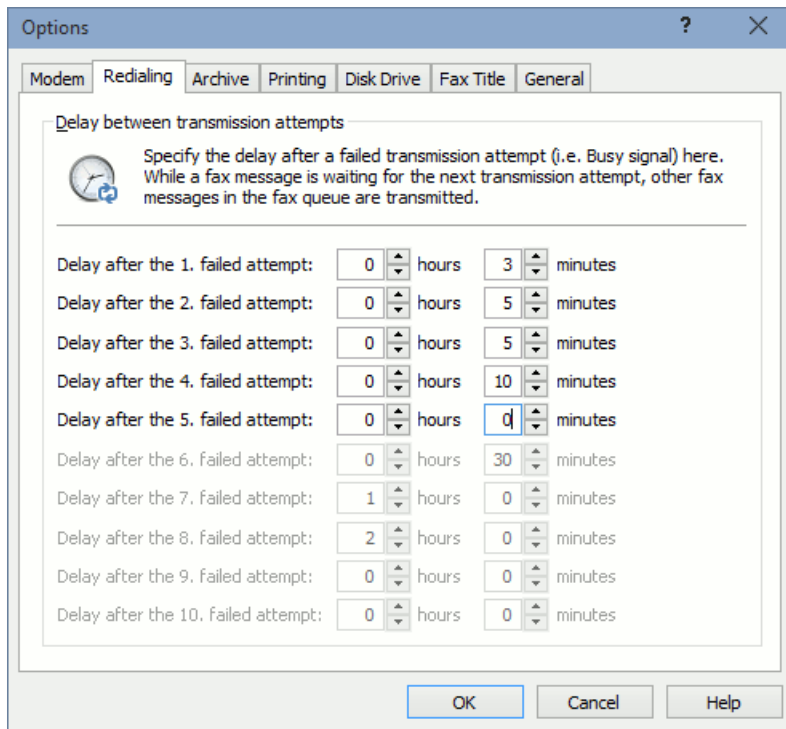 Options ?
Modem Redialing Archive Printing Disk Drive Fax Title General
Delay between transmission attempts
Specify the delay after a failed transmission attempt (i.e. Busy signal) here.
While a fax message is waiting for the next transmission attempt, other fax
messages in the fax queue are transmitted.
Delay after the 1. failed attempt: 0 hours 3 minutes
Delay after the 2. failed attempt: 0 hours 5 minutes
Delay after the 3. failed attempt: 0 hours 5 minutes
Delay after the 4. failed attempt: 0 hours 10 minutes
Delay after the 5. failed attempt: 0 hours 0 minutes
Delay after the 6. failed attempt: 0 hours 30 minutes
Delay after the 7. failed attempt: 1 hours 0 minutes
Delay after the 8. failed attempt: 2 hours 0 minutes
Delay after the 9. failed attempt: 0 hours 0 minutes
Delay after the 10. failed attempt: 0 hours 0 minutes
OK Cancel Help